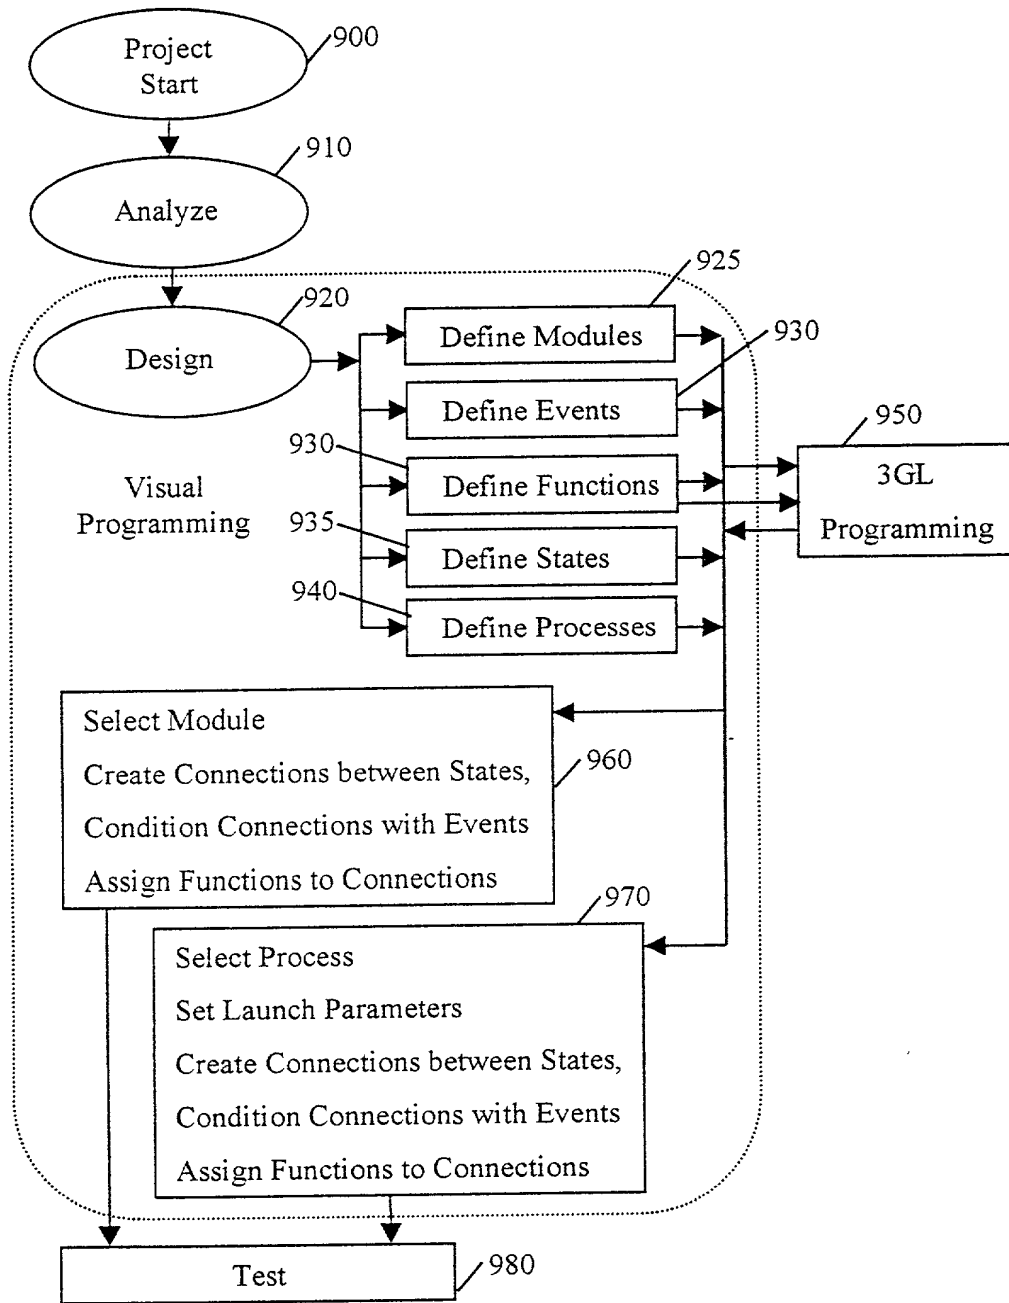 Project
Start
900
910
Analyze
920
Design
925
Define Modules
930
Define Events
930
Define Functions
935
Define States
940
Define Processes
950
3GL
Programming
Visual
Programming
Select Module
Create Connections between States,
Condition Connections with Events
Assign Functions to Connections
960
970
Select Process
Set Launch Parameters
Create Connections between States,
Condition Connections with Events
Assign Functions to Connections
Test
980